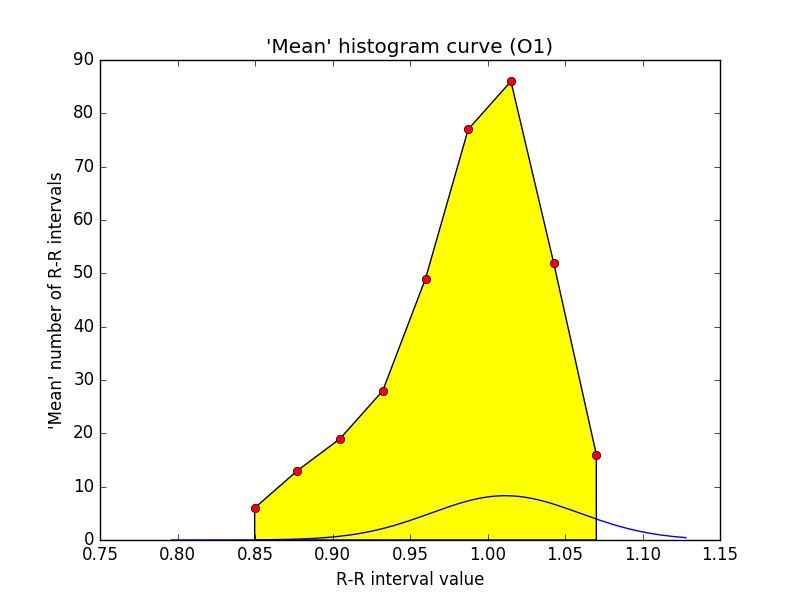 'Mean' histogram curve (O1)
90
80
70
60
50
40
30
20
10
0
'Mean' number of R-R intervals
0.75 0.80 0.85 0.90 0.95 1.00 1.05 1.10 1.15
R-R interval value